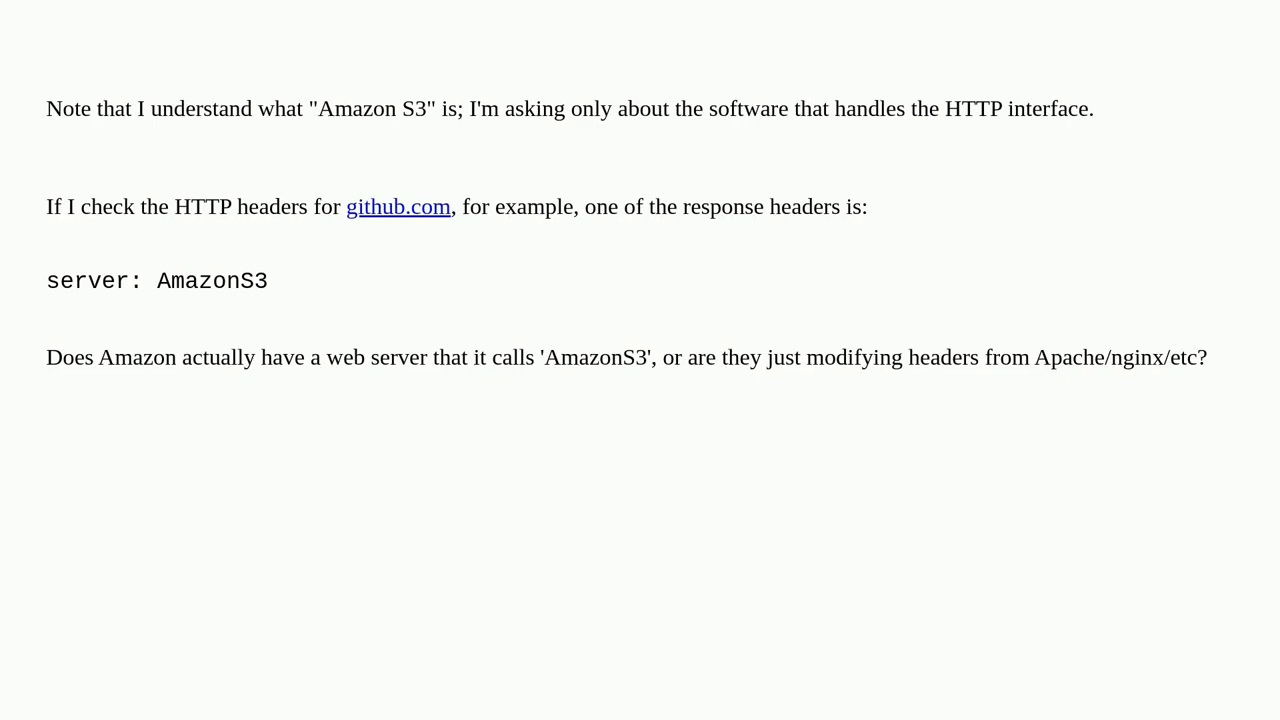 Note that I understand what "Amazon S3" is; I'm asking only about the software that handles the HTTP interface.
If I check the HTTP headers for github.com, for example, one of the response headers is:
server: AmazonS3
Does Amazon actually have a web server that it calls 'AmazonS3', or are they just modifying headers from Apache/nginx/etc?